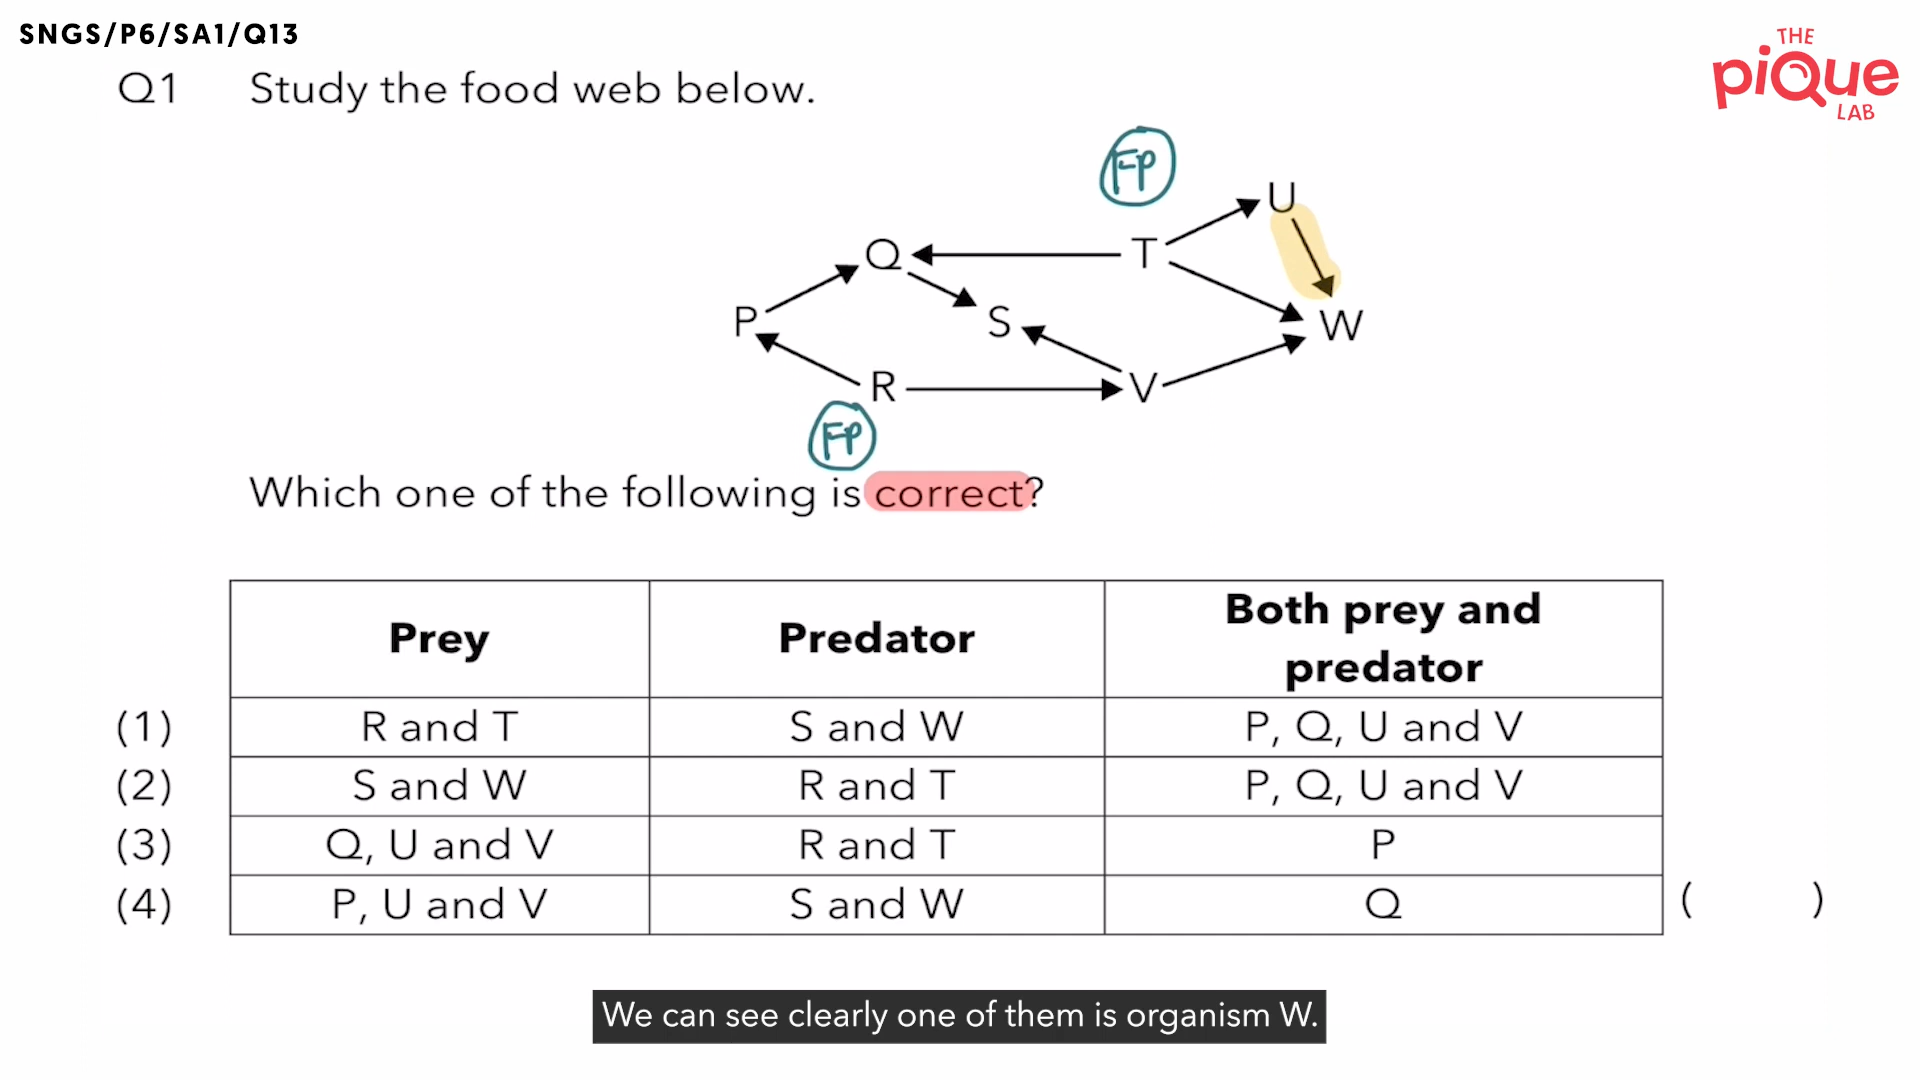 SNGS/P6/SA1/Q13
THE
piQue
LAB
Q1 Study the food web below.
FP
U
Q T
P S W
R V
FP
Which one of the following is correct?
Prey Predator Both prey and predator
(1) R and T S and W P, Q, U and V
(2) S and W R and T P, Q, U and V
(3) Q, U and V R and T P
(4) P, U and V S and W Q ( )
We can see clearly one of them is organism W.